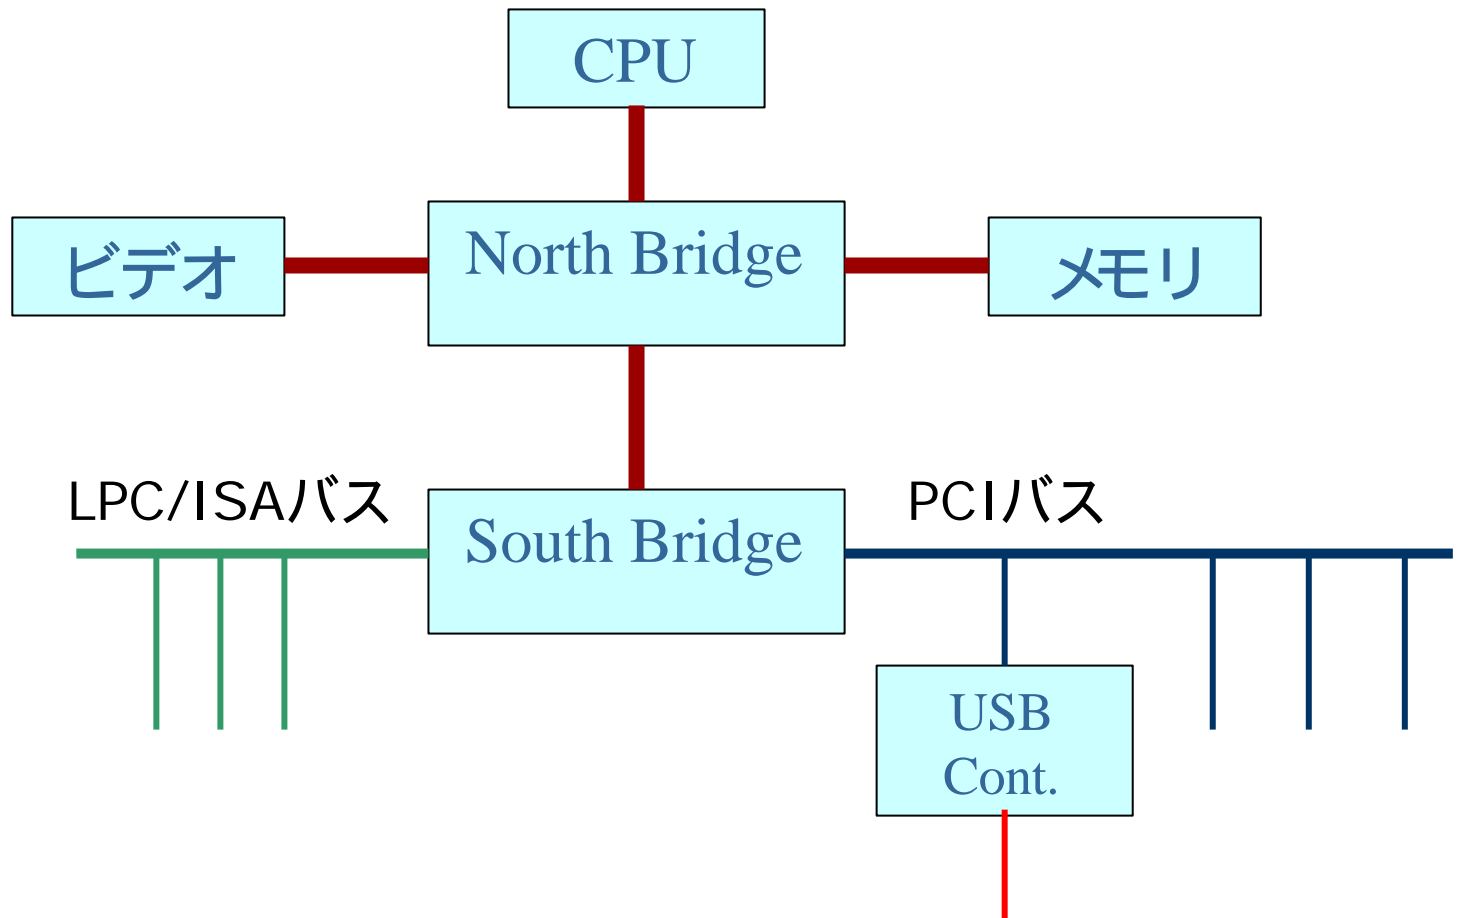 CPU
ビデオ
North Bridge
メモリ
LPC/ISAバス
South Bridge
PCIバス
USB
Cont.